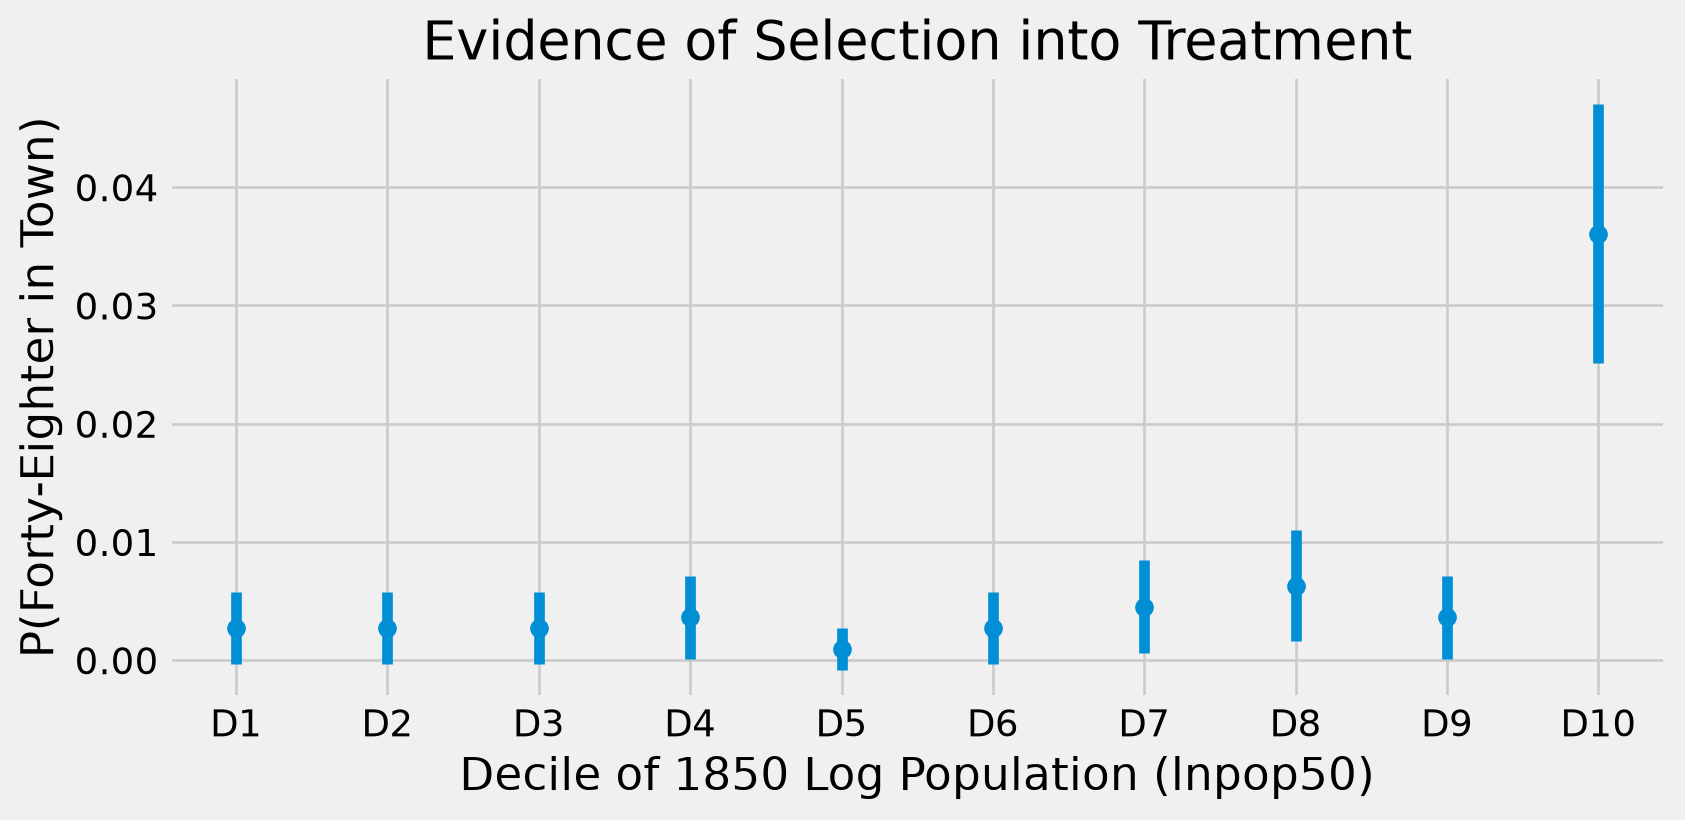 Evidence of Selection into Treatment
P(Forty-Eighter in Town)
0.04
0.03
0.02
0.01
0.00
D1 D2 D3 D4 D5 D6 D7 D8 D9 D10
Decile of 1850 Log Population (lnpop50)